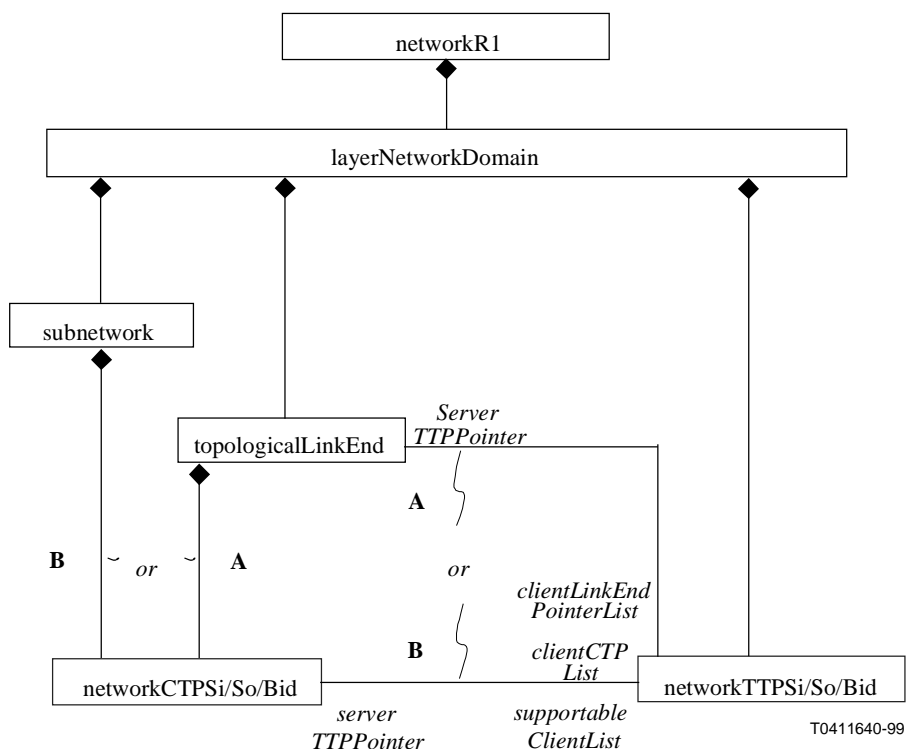 networkR1
layerNetworkDomain
subnetwork
topologicalLinkEnd
Server
TTPPointer
A
B
or
A
or
clientLinkEnd
PointerList
B
clientCTP
List
networkCTPSi/So/Bid
networkTTPSi/So/Bid
server
TTPPointer
supportable
ClientList
T0411640-99